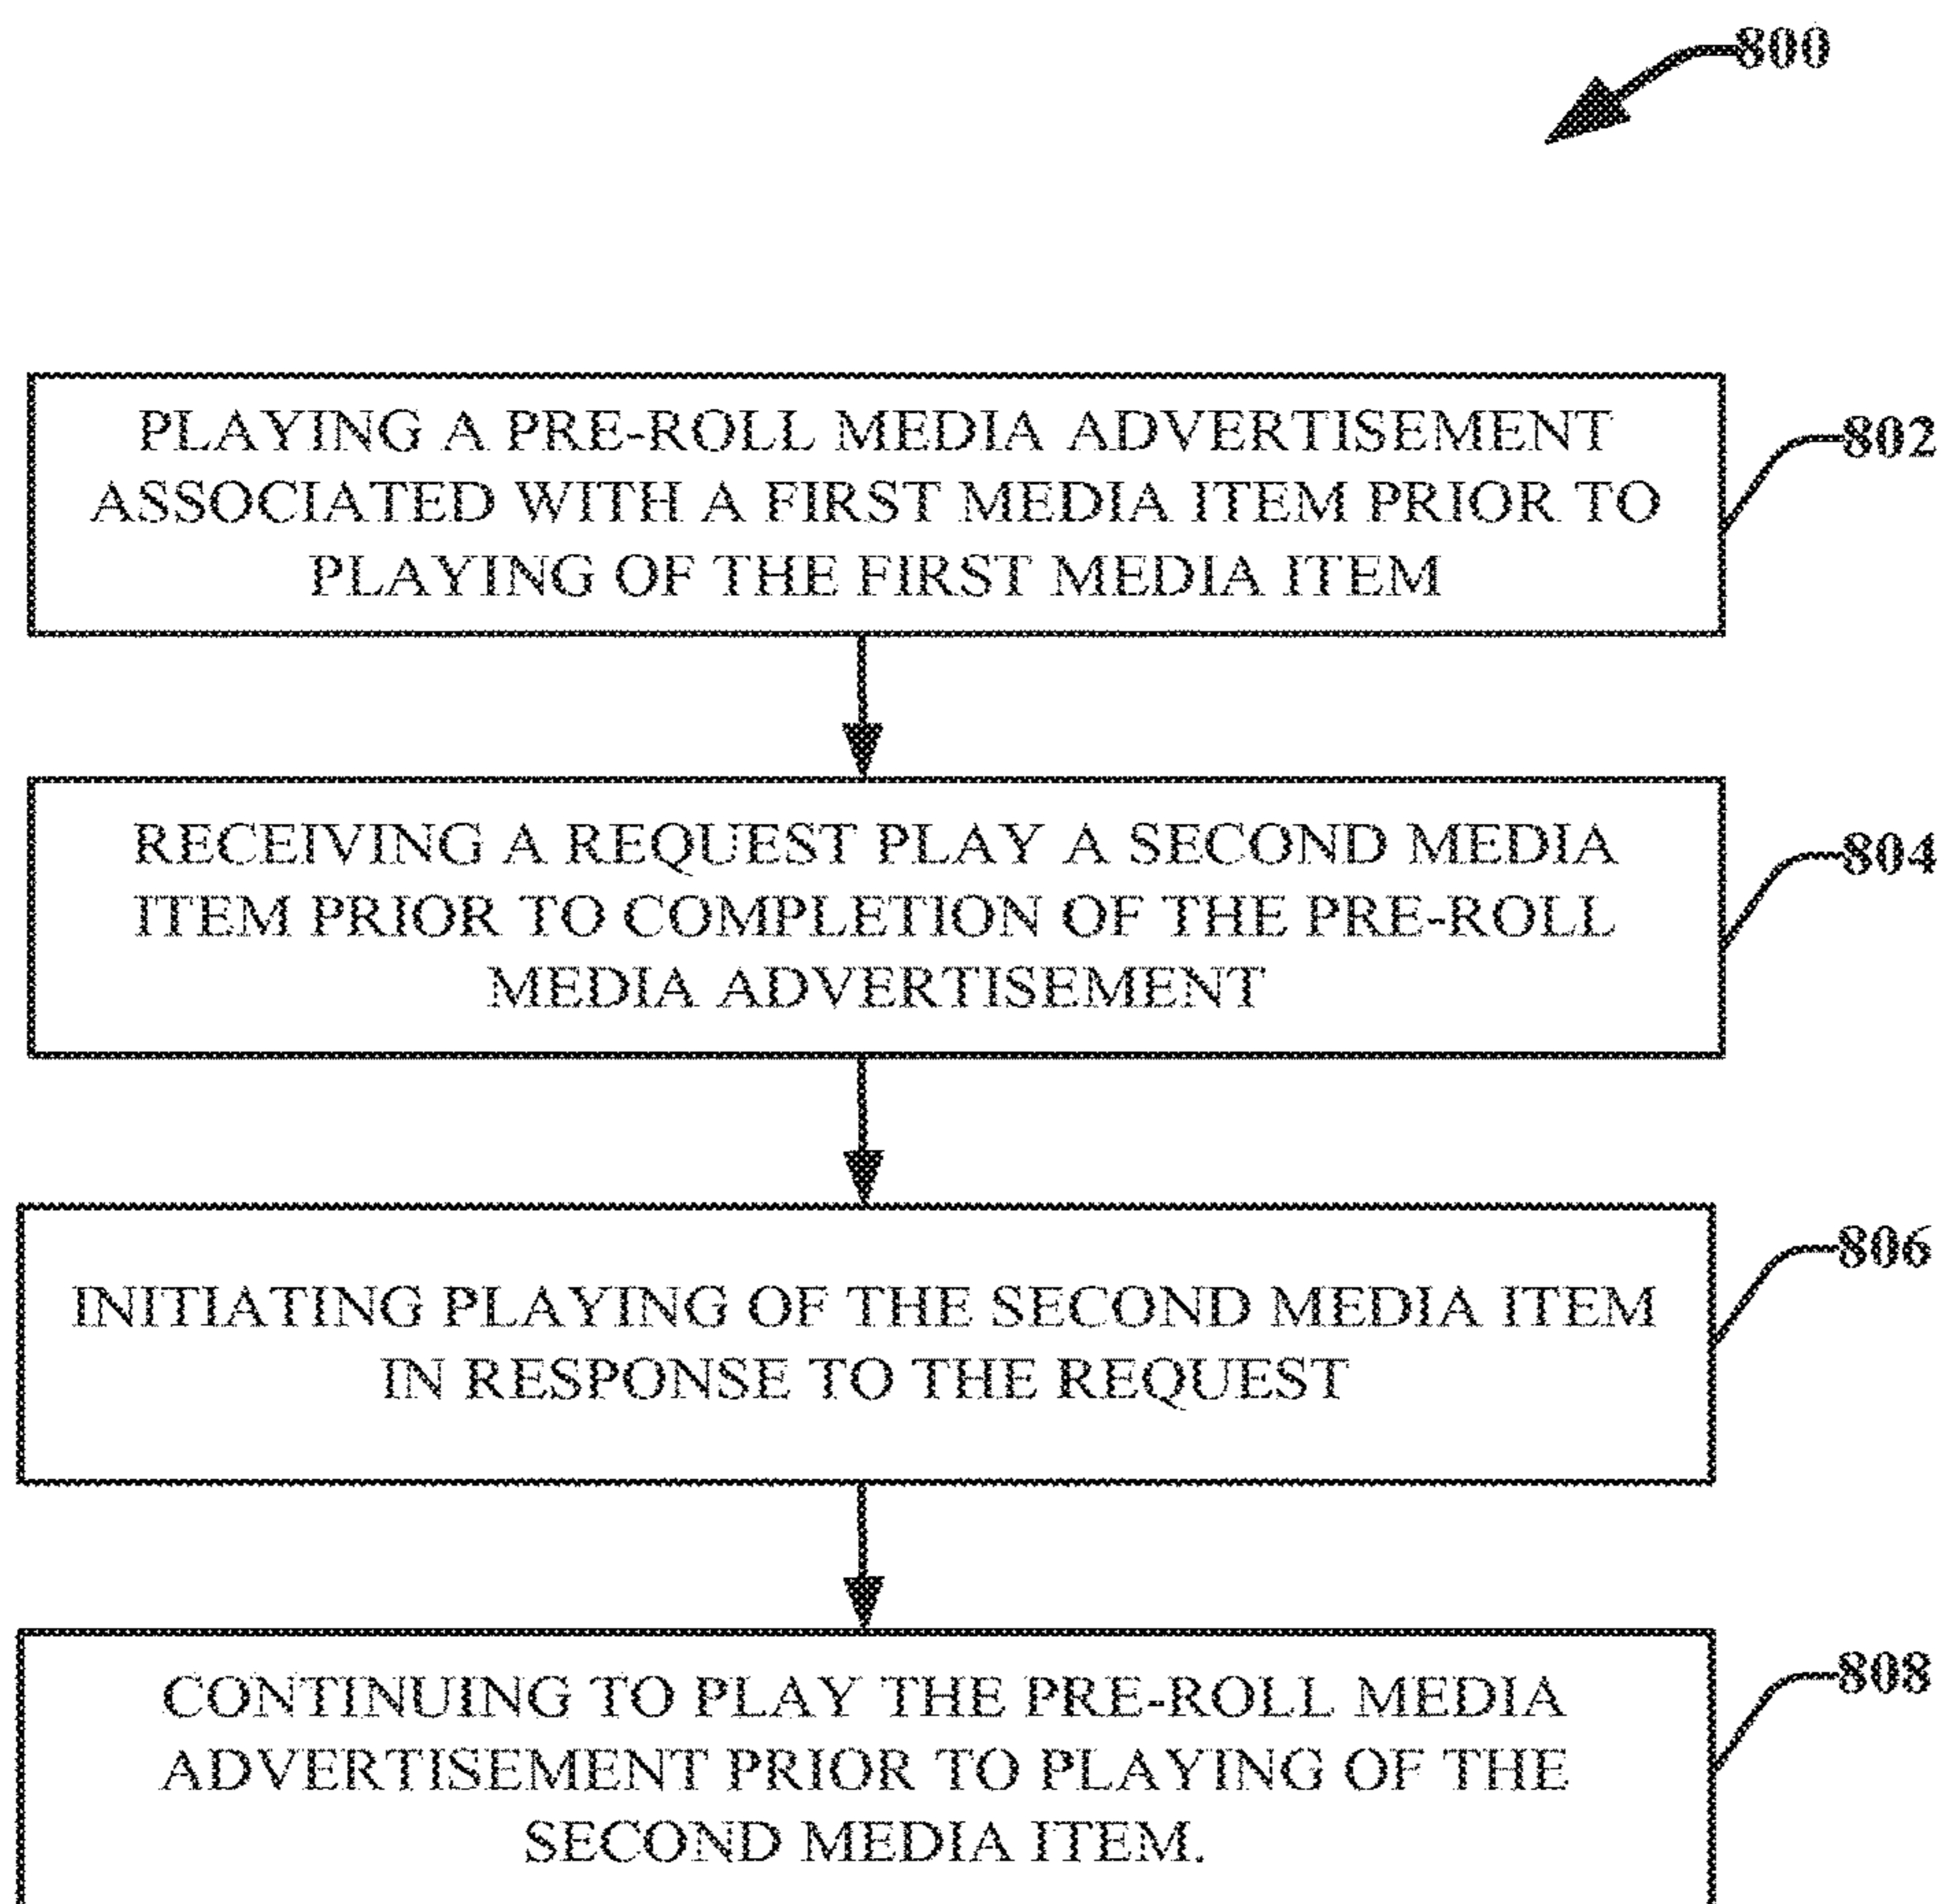 800
PLAYING A PRE-ROLL MEDIA ADVERTISEMENT
ASSOCIATED WITH A FIRST MEDIA ITEM PRIOR TO
PLAYING OF THE FIRST MEDIA ITEM
802
RECEIVING A REQUEST PLAY A SECOND MEDIA
ITEM PRIOR TO COMPLETION OF THE PRE-ROLL
MEDIA ADVERTISEMENT
804
INITIATING PLAYING OF THE SECOND MEDIA ITEM
IN RESPONSE TO THE REQUEST
806
CONTINUING TO PLAY THE PRE-ROLL MEDIA
ADVERTISEMENT PRIOR TO PLAYING OF THE
SECOND MEDIA ITEM.
808